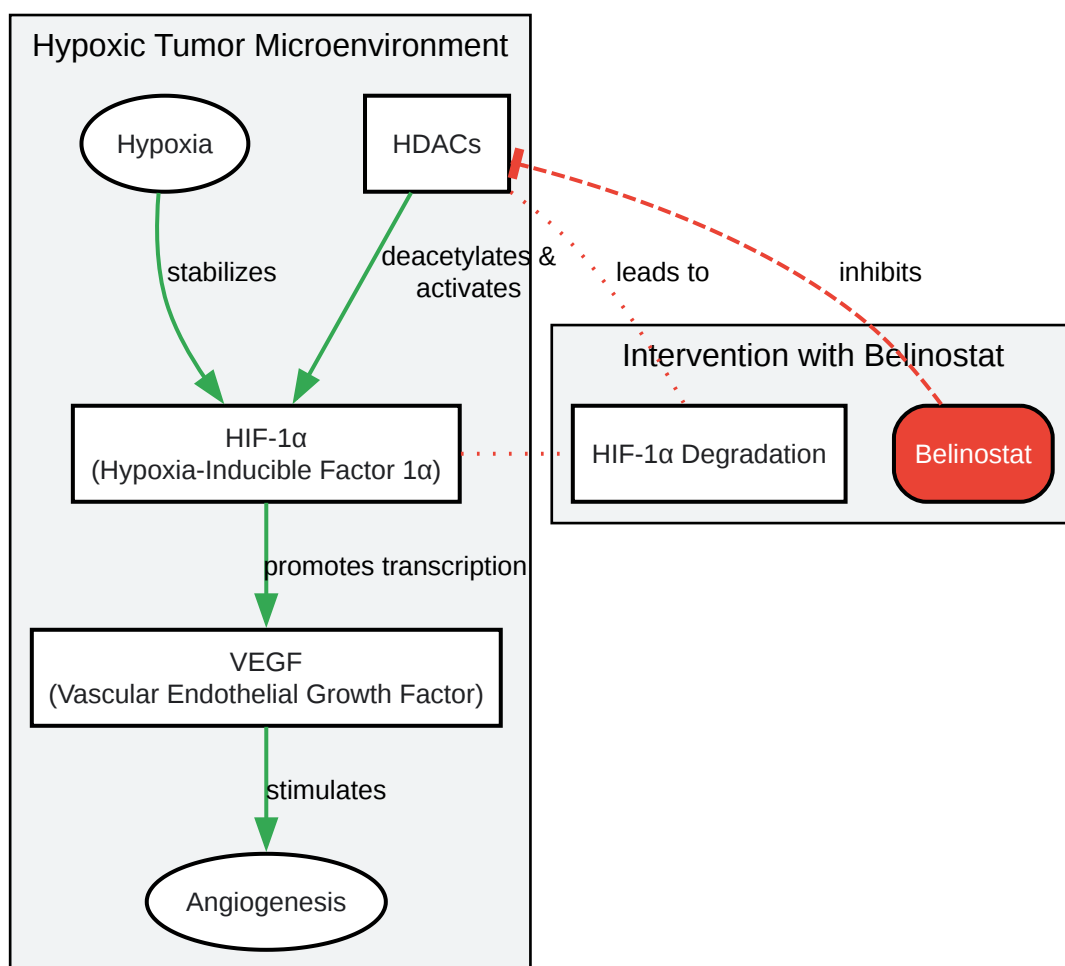 Hypoxic Tumor Microenvironment
Hypoxia
HDACs
stabilizes
deacetylates &
activates
leads to
inhibits
Intervention with Belinostat
HIF-1α
(Hypoxia-Inducible Factor 1α)
HIF-1α Degradation
Belinostat
promotes transcription
VEGF
(Vascular Endothelial Growth Factor)
stimulates
Angiogenesis